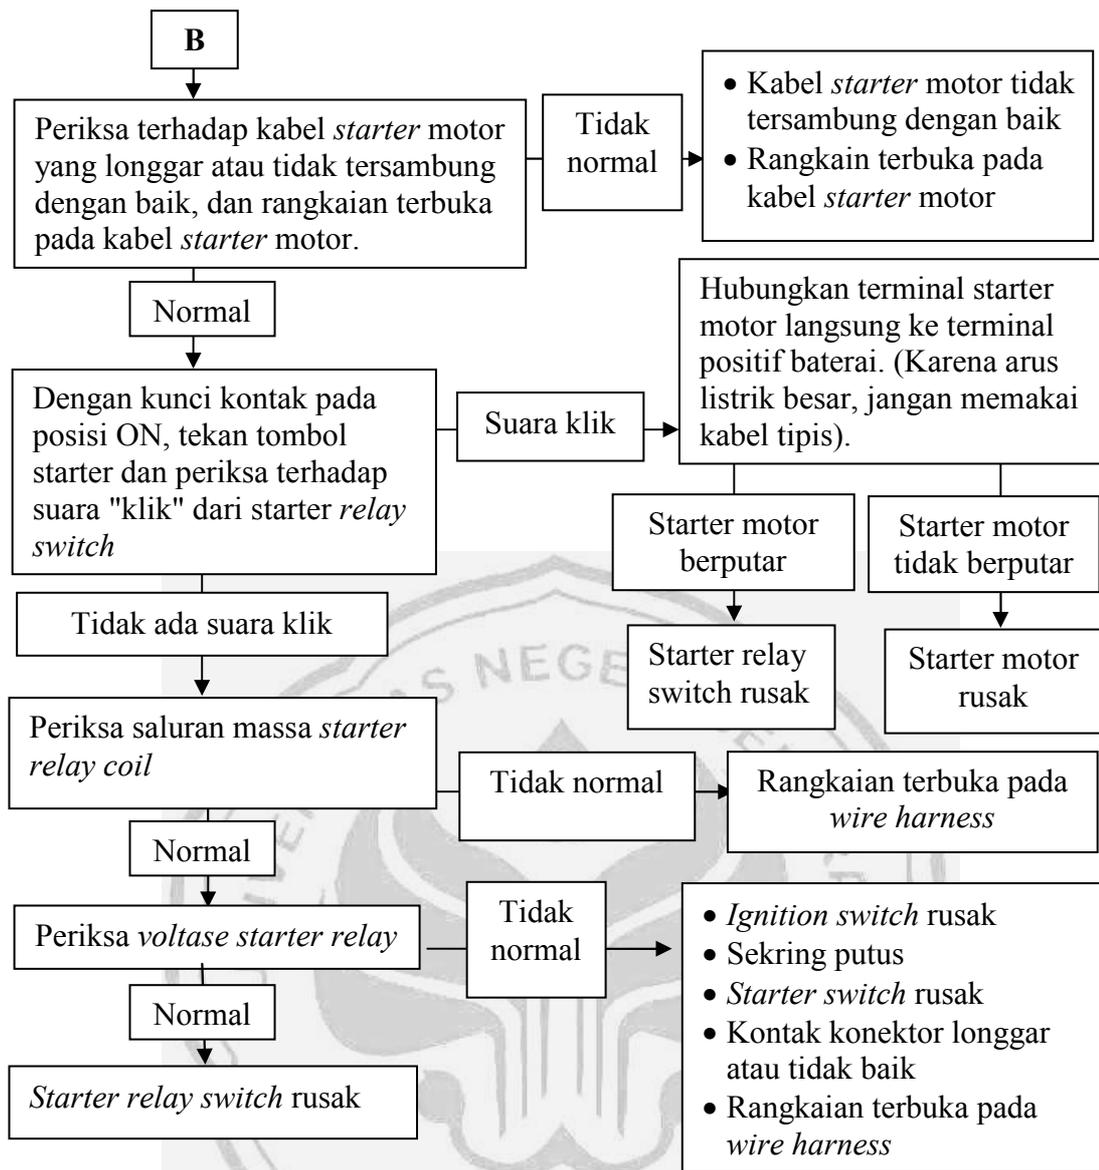 B
Periksa terhadap kabel starter motor
yang longgar atau tidak tersambung
dengan baik, dan rangkaian terbuka
pada kabel starter motor.
Tidak
normal
• Kabel starter motor tidak
tersambung dengan baik
• Rangkain terbuka pada
kabel starter motor
Normal
Dengan kunci kontak pada
posisi ON, tekan tombol
starter dan periksa terhadap
suara "klik" dari starter relay
switch
Suara klik
Hubungkan terminal starter
motor langsung ke terminal
positif baterai. (Karena arus
listrik besar, jangan memakai
kabel tipis).
Starter motor
berputar
Starter motor
tidak berputar
Starter relay
switch rusak
Starter motor
rusak
Tidak ada suara klik
Periksa saluran massa starter
relay coil
Tidak normal
Rangkaian terbuka pada
wire harness
Normal
Periksa voltase starter relay
Tidak
normal
• Ignition switch rusak
• Sekring putus
• Starter switch rusak
• Kontak konektor longgar
atau tidak baik
• Rangkaian terbuka pada
wire harness
Normal
Starter relay switch rusak